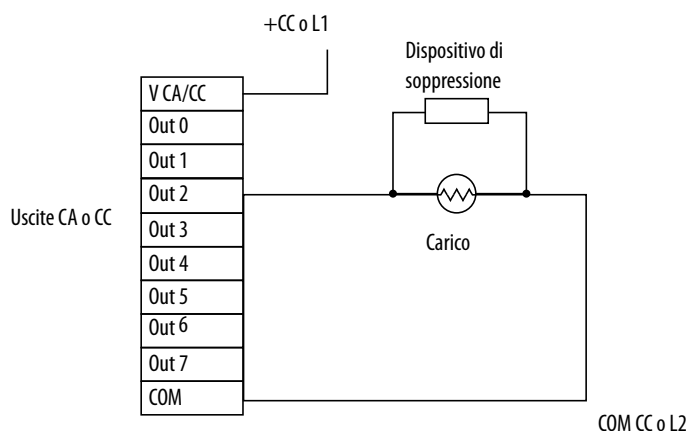 +CC o L1
Dispositivo di
soppressione
V CA/CC
Out 0
Out 1
Out 2
Out 3
Out 4
Out 5
Out 6
Out 7
COM
Uscite CA o CC
Carico
COM CC o L2